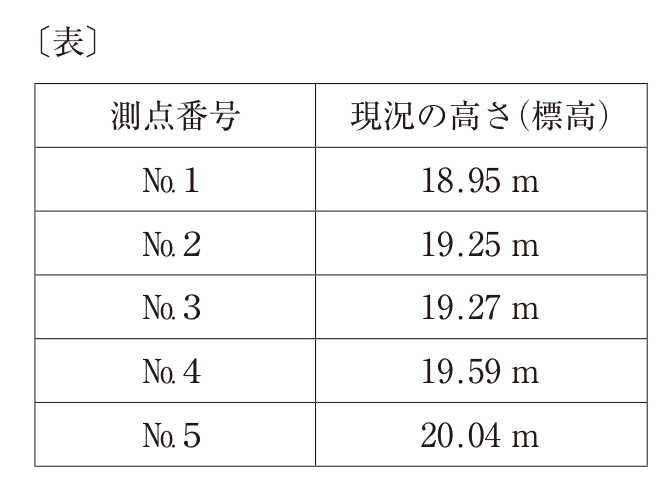 〔表〕
測点番号 現況の高さ(標高)
№1 18.95 m
№2 19.25 m
№3 19.27 m
№4 19.59 m
№5 20.04 m